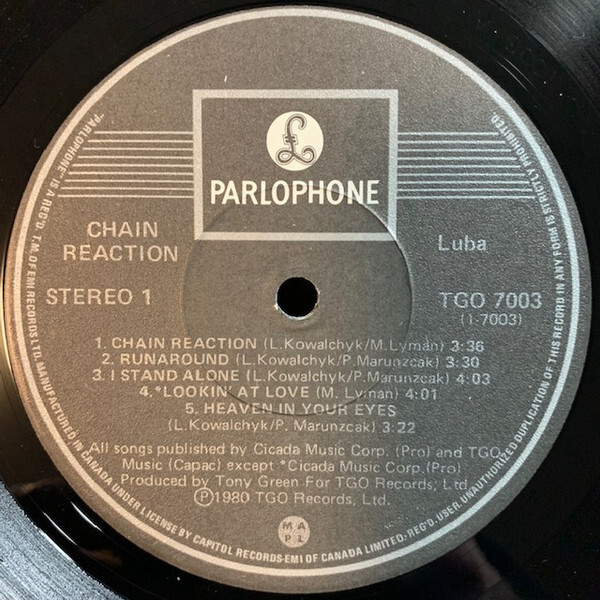 £
PARLOPHONE
CHAIN
REACTION
Luba
STEREO 1
TGO 7003
(1-7003)
1. CHAIN REACTION (L.Kowalchyk/M.Lyman) 3:36
2. RUNAROUND (L.Kowalchyk/P.Marunzcak) 3:30
3. I STAND ALONE (L.Kowalchyk/P.Marunzcak) 4:03
4.*LOOKIN' AT LOVE (M. Lyman) 4:01
5. HEAVEN IN YOUR EYES
(L.Kowalchyk/P. Marunzcak) 3:22
All songs published by Cicada Music Corp. (Pro) and TGO
Music (Capac) except *Cicada Music Corp.(Pro)
Produced by Tony Green For TGO Records, Ltd.
Ⓟ1980 TGO Records, Ltd.
M A
P L
"PARLOPHONE" IS A REG'D. T.M. OF EMI RECORDS LTD. MANUFACTURED IN CANADA UNDER LICENSE BY CAPITOL RECORDS-EMI OF CANADA LIMITED; REG'D. USER. UNAUTHORIZED DUPLICATION OF THIS RECORD IN ANY FORM IS STRICTLY PROHIBITED.